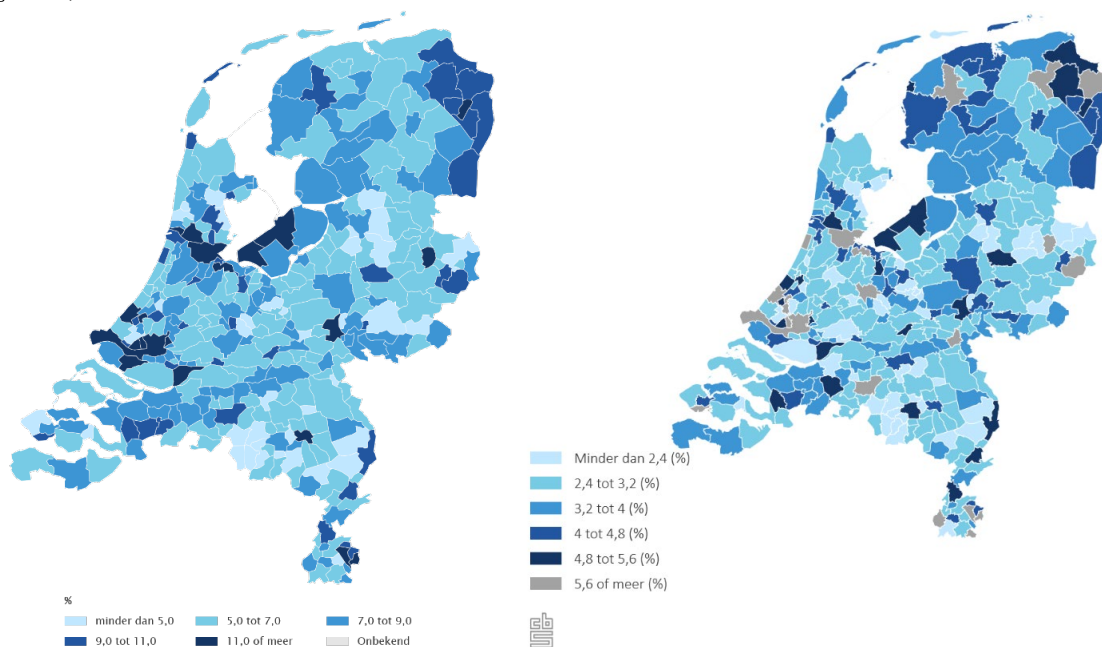 %
minder dan 5,0
5,0 tot 7,0
7,0 tot 9,0
9,0 tot 11,0
11,0 of meer
Onbekend
Minder dan 2,4 (%)
2,4 tot 3,2 (%)
3,2 tot 4 (%)
4 tot 4,8 (%)
4,8 tot 5,6 (%)
5,6 of meer (%)
cbs